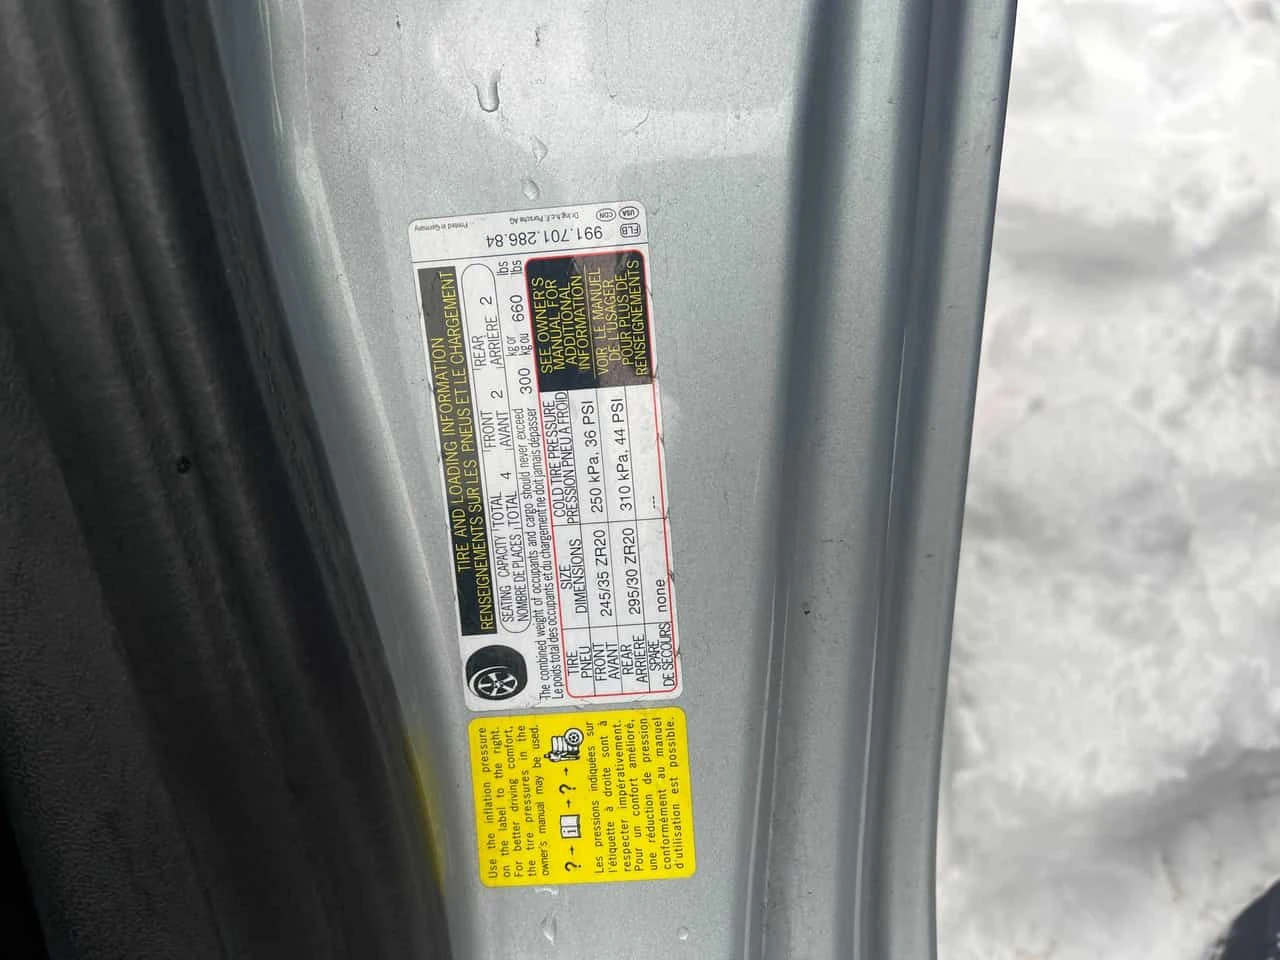 TIRE AND LOADING INFORMATION
RENSEIGNEMENTS SUR LES PNEUS ET LE CHARGEMENT
SEATING CAPACITY TOTAL 4 FRONT 2 REAR 2
NOMBRE DE PLACES TOTAL AVANT ARRIÈRE
The combined weight of occupants and cargo should never exceed 300 kg or 660 lbs
Le poids total des occupants et du chargement ne doit jamais dépasser kg ou lbs
TIRE SIZE COLD TIRE PRESSURE
PNEU DIMENSIONS PRESSION PNEU A FROID
FRONT 245/35 ZR20 250 kPa, 36 PSI
AVANT
REAR 295/30 ZR20 310 kPa, 44 PSI
ARRIÈRE
SPARE none ---
DE SECOURS
SEE OWNER'S
MANUAL FOR
ADDITIONAL
INFORMATION
VOIR LE MANUEL
DE L'USAGER
POUR PLUS DE
RENSEIGNEMENTS
Printed in Germany Dr.Ing.h.c.F. Porsche AG CDN USA
991.701.286.84 FLB
Use the inflation pressure
on the label to the right.
For better driving comfort,
the tire pressures in the
owner's manual may be used.
? → i → ? →
Les pressions indiquées sur
l'étiquette à droite sont à
respecter impérativement.
Pour un confort amélioré,
une réduction de pression
conformément au manuel
d'utilisation est possible.